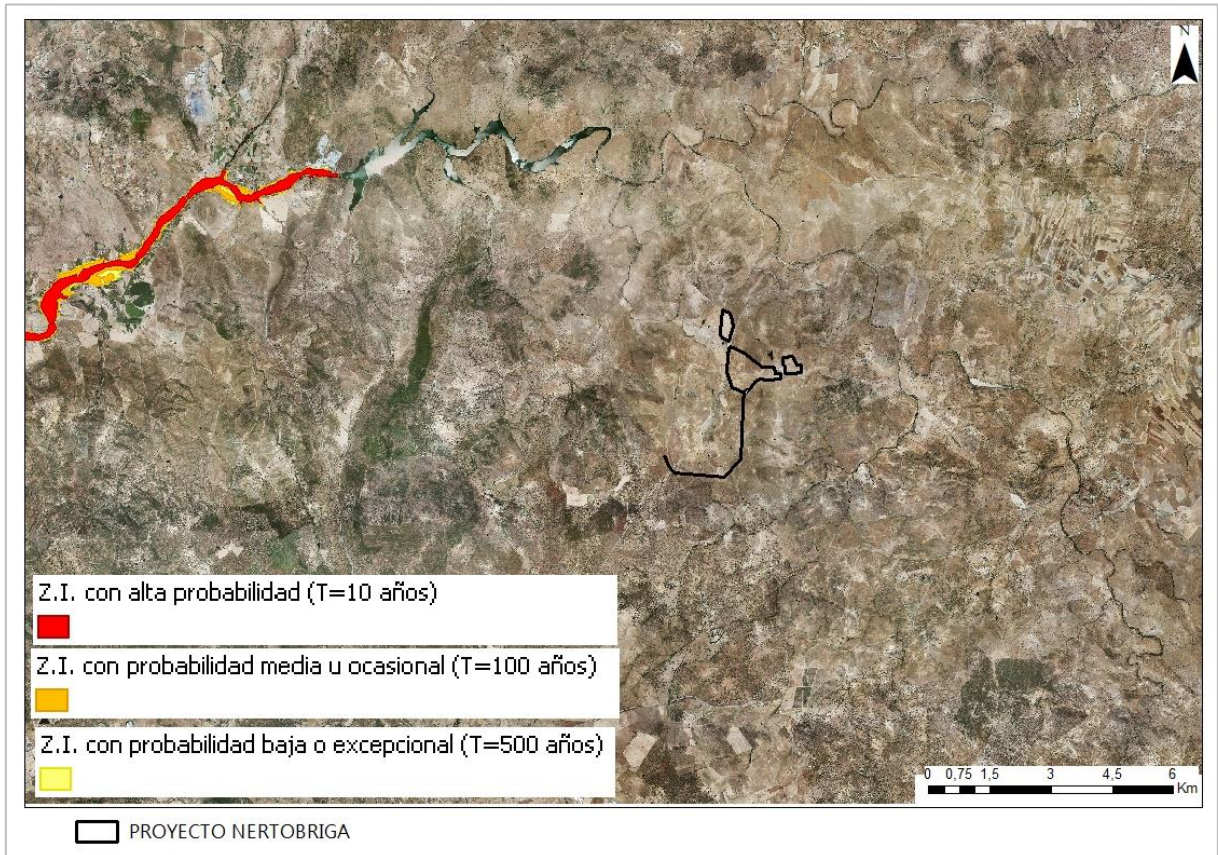 N
Z.I. con alta probabilidad (T=10 años)
Z.I. con probabilidad media u ocasional (T=100 años)
Z.I. con probabilidad baja o excepcional (T=500 años)
0 0,75 1,5 3 4,5 6
Km
PROYECTO NERTOBRIGA